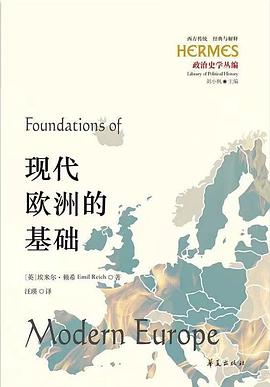 西方传统 经典与解释
HERMES
政治史学丛编
Library of Political History
刘小枫 主编
Foundations of
现代
欧洲的
基础
[英]埃米尔·赖希 Emil Reich 著
汪瑛 译
Modern Europe
华夏出版社